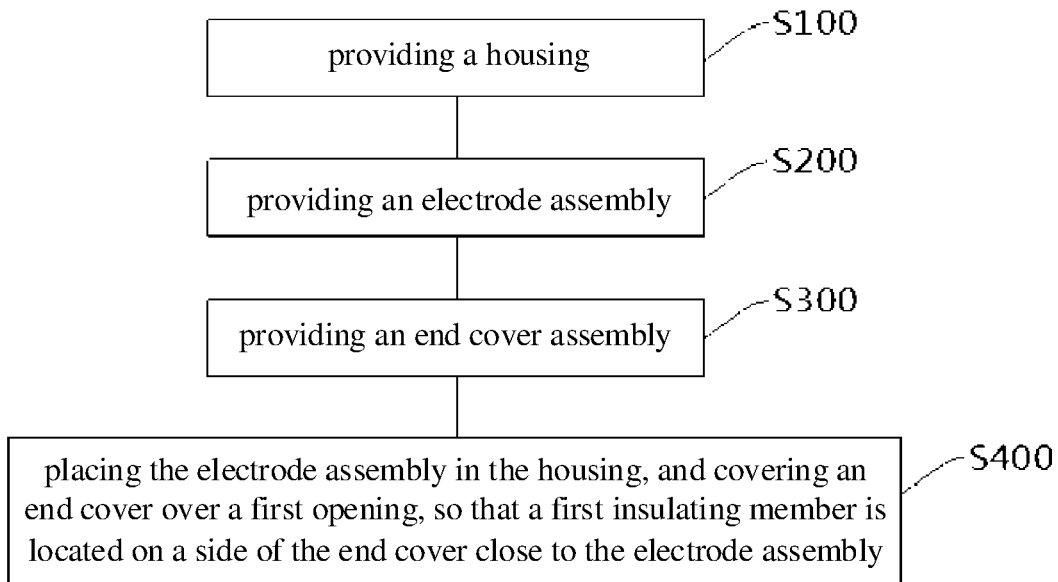 providing a housing
S100
providing an electrode assembly
S200
providing an end cover assembly
S300
placing the electrode assembly in the housing, and covering an
end cover over a first opening, so that a first insulating member is
located on a side of the end cover close to the electrode assembly
S400